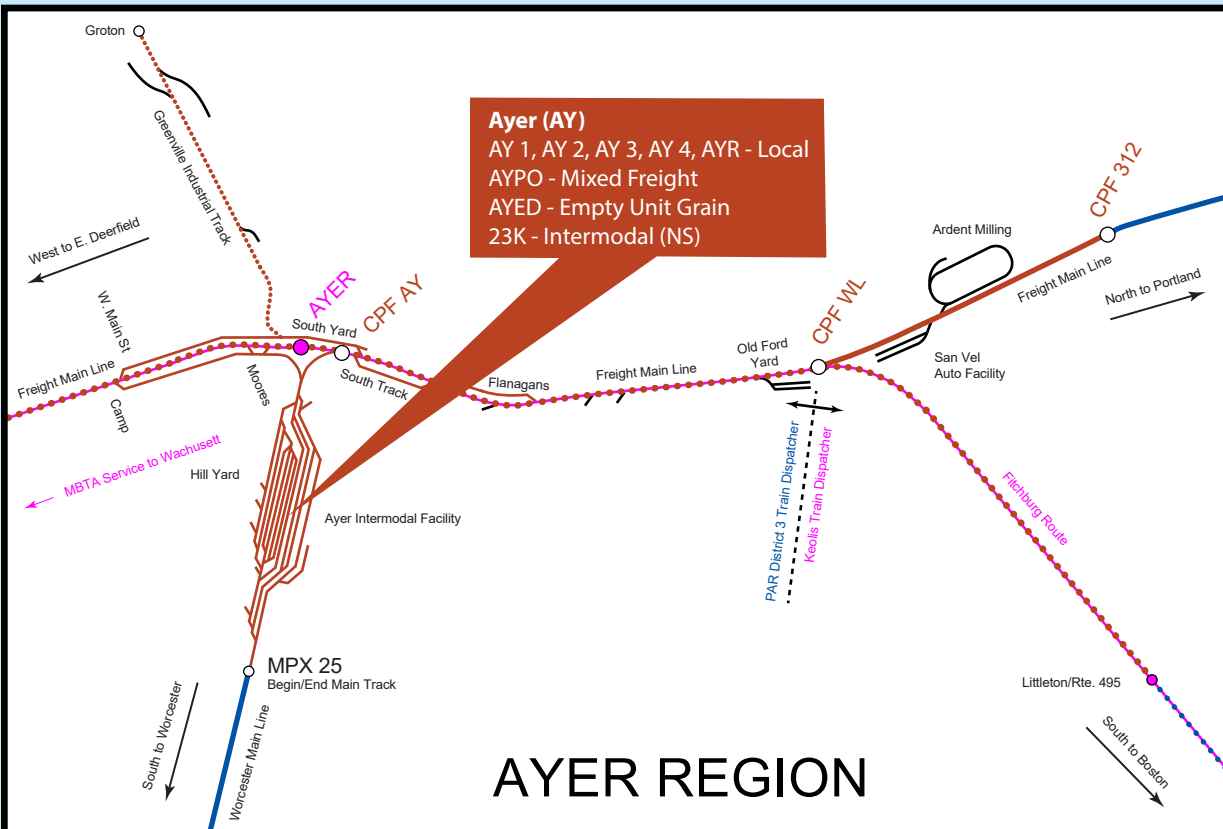 Groton
Greenville Industrial Track
Ayer (AY)
AY 1, AY 2, AY 3, AY 4, AYR - Local
AYPO - Mixed Freight
AYED - Empty Unit Grain
23K - Intermodal (NS)
CPF 312
Ardent Milling
Freight Main Line
North to Portland
West to E. Deerfield
W. Main St
AYER
South Yard
CPF AY
CPF WL
Old Ford
Yard
San Vel
Auto Facility
Freight Main Line
Camp
Moores
South Track
Flanagans
Freight Main Line
MBTA Service to Wachusett
Hill Yard
Ayer Intermodal Facility
PAR District 3 Train Dispatcher
Keolis Train Dispatcher
Fitchburg Route
MPX 25
Begin/End Main Track
Littleton/Rte. 495
South to Worcester
Worcester Main Line
South to Boston
AYER REGION